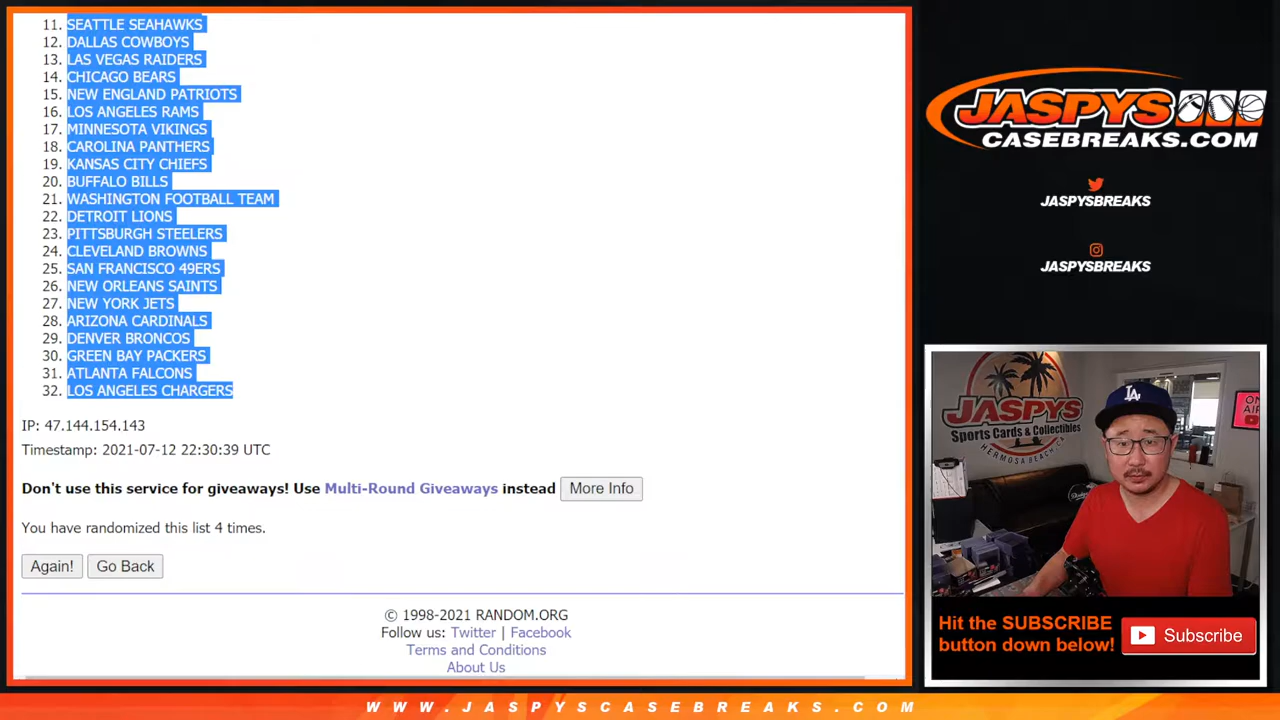 11. SEATTLE SEAHAWKS
12. DALLAS COWBOYS
13. LAS VEGAS RAIDERS
14. CHICAGO BEARS
15. NEW ENGLAND PATRIOTS
16. LOS ANGELES RAMS
17. MINNESOTA VIKINGS
18. CAROLINA PANTHERS
19. KANSAS CITY CHIEFS
20. BUFFALO BILLS
21. WASHINGTON FOOTBALL TEAM
22. DETROIT LIONS
23. PITTSBURGH STEELERS
24. CLEVELAND BROWNS
25. SAN FRANCISCO 49ERS
26. NEW ORLEANS SAINTS
27. NEW YORK JETS
28. ARIZONA CARDINALS
29. DENVER BRONCOS
30. GREEN BAY PACKERS
31. ATLANTA FALCONS
32. LOS ANGELES CHARGERS
IP: 47.144.154.143
Timestamp: 2021-07-12 22:30:39 UTC
Don't use this service for giveaways! Use Multi-Round Giveaways instead More Info
You have randomized this list 4 times.
Again! Go Back
© 1998-2021 RANDOM.ORG
Follow us: Twitter | Facebook
Terms and Conditions
About Us
JASPYS
CASEBREAKS.COM
JASPYSBREAKS
JASPYSBREAKS
JASPYS
Sports Cards & Collectibles
HERMOSA BEACH
LA
ON
AIR
Hit the SUBSCRIBE
button down below!
Subscribe
WWW.JASPYSCASEBREAKS.COM